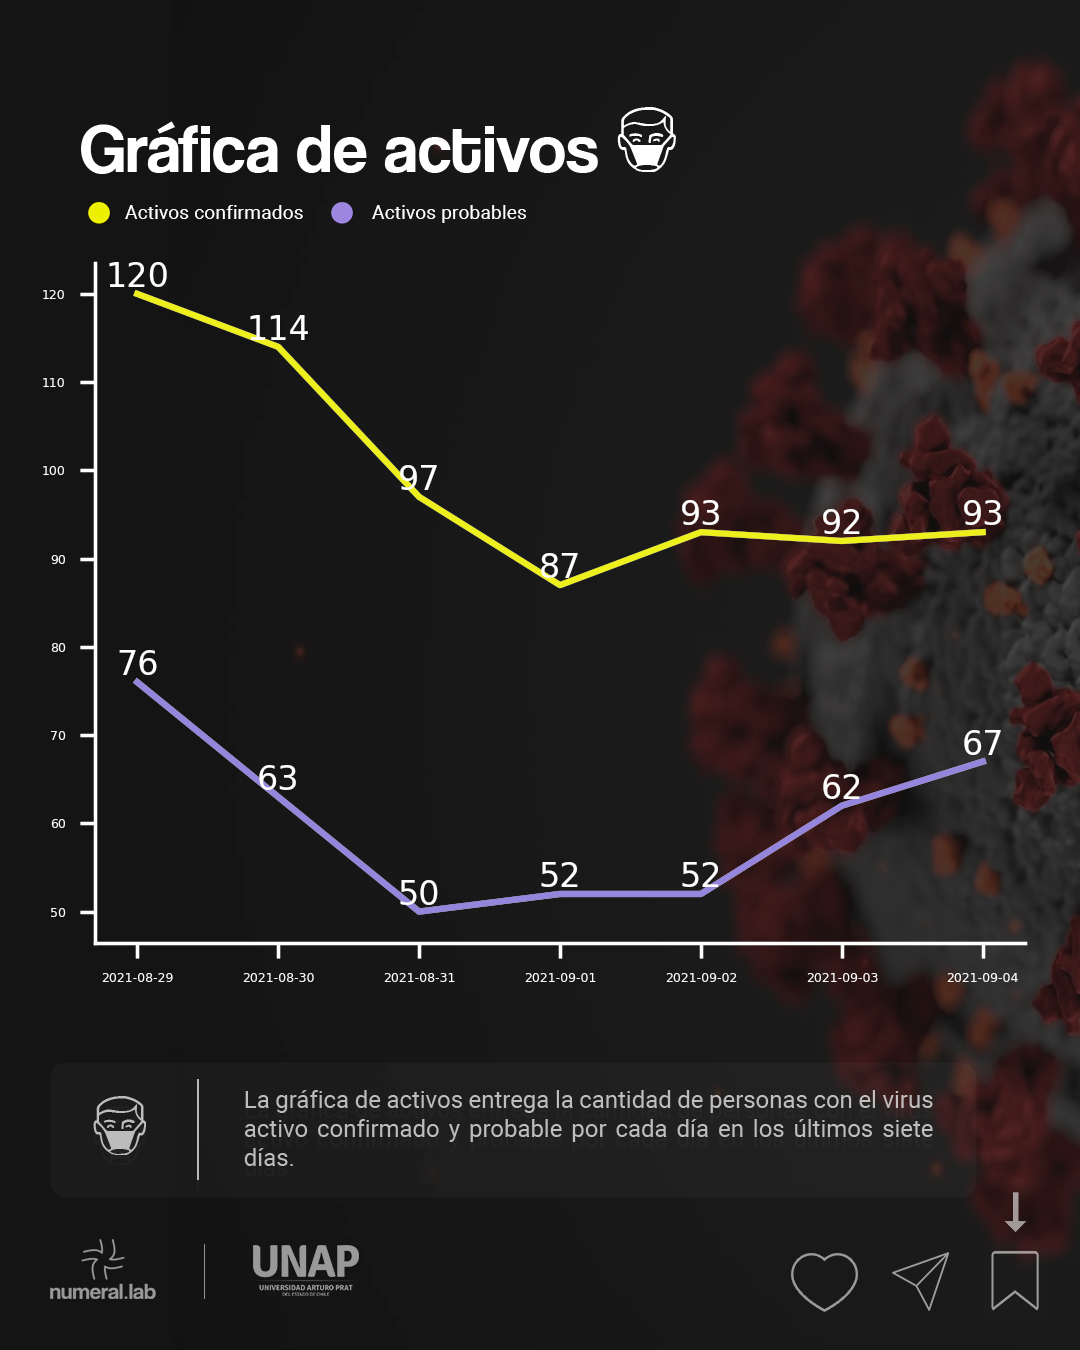 Gráfica de activos
Activos confirmados Activos probables
120
114
97
87
93
92
93
76
63
50
52
52
62
67
120
110
100
90
80
70
60
50
2021-08-29 2021-08-30 2021-08-31 2021-09-01 2021-09-02 2021-09-03 2021-09-04
La gráfica de activos entrega la cantidad de personas con el virus
activo confirmado y probable por cada día en los últimos siete
días.
numeral.lab
UNAP
UNIVERSIDAD ARTURO PRAT
DEL ESTADO DE CHILE